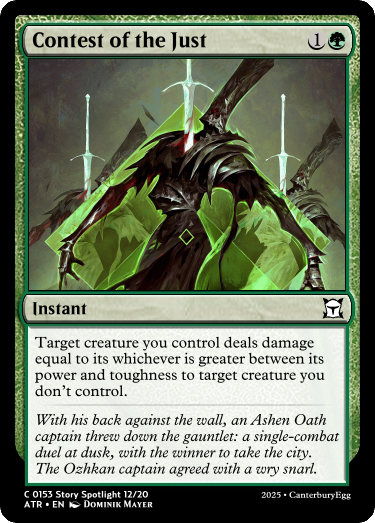 Contest of the Just 1
Instant
Target creature you control deals damage
equal to its whichever is greater between its
power and toughness to target creature you
don't control.
With his back against the wall, an Ashen Oath
captain threw down the gauntlet: a single-combat
duel at dusk, with the winner to take the city.
The Ozhkan captain agreed with a wry snarl.
C 0153 Story Spotlight 12/20
ATR • EN Dominik Mayer 2025 • CanterburyEgg